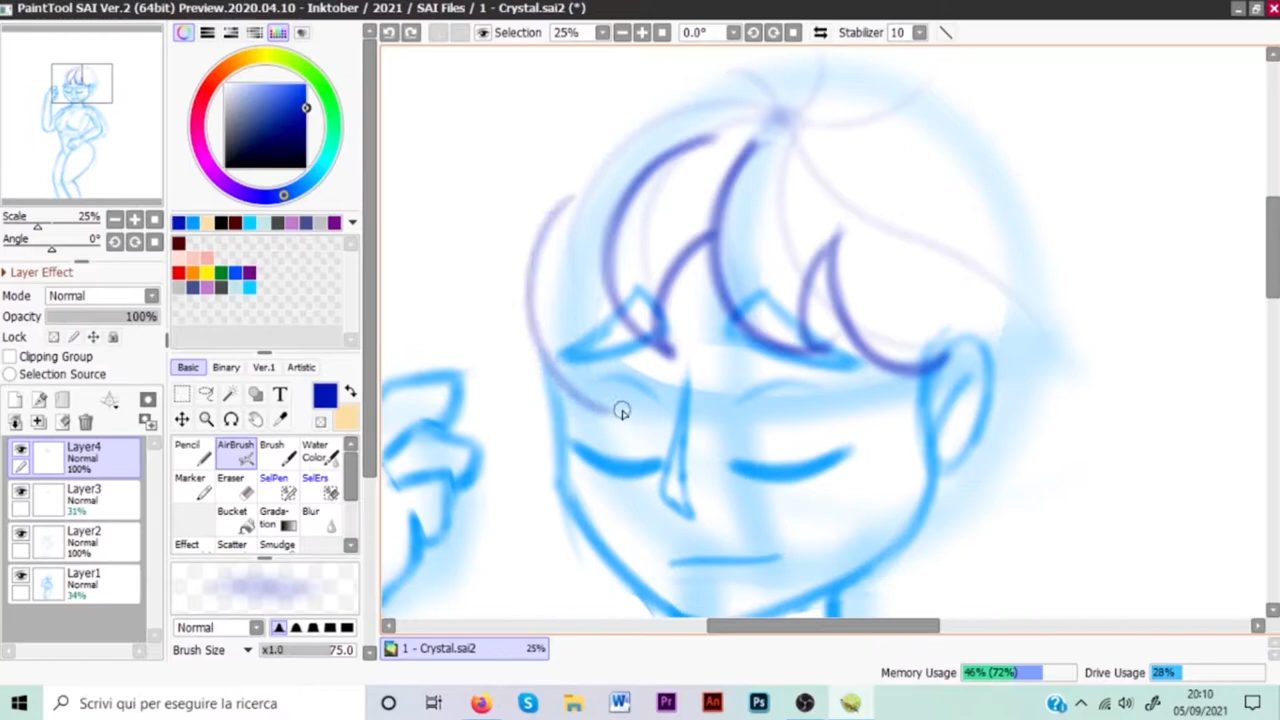 PaintTool SAI Ver.2 (64bit) Preview.2020.04.10 - Inktober / 2021 / SAI Files / 1 - Crystal.sai2 (*)
Selection 25% 0.0° Stabilizer 10
Scale 25%
Angle 0°
Layer Effect
Mode Normal
Opacity 100%
Lock
Clipping Group
Selection Source
Layer4
Normal
100%
Layer3
Normal
31%
Layer2
Normal
100%
Layer1
Normal
34%
Basic Binary Ver.1 Artistic
T
Pencil AirBrush Brush Water
Color
Marker Eraser SelPen SelErs
Bucket Grada-
tion Blur
Effect Scatter Smudge
Normal
Brush Size x1.0 75.0
1 - Crystal.sai2 25%
Memory Usage 46% (72%) Drive Usage 28%
Scrivi qui per eseguire la ricerca
W Pr An Ps
20:10
05/09/2021